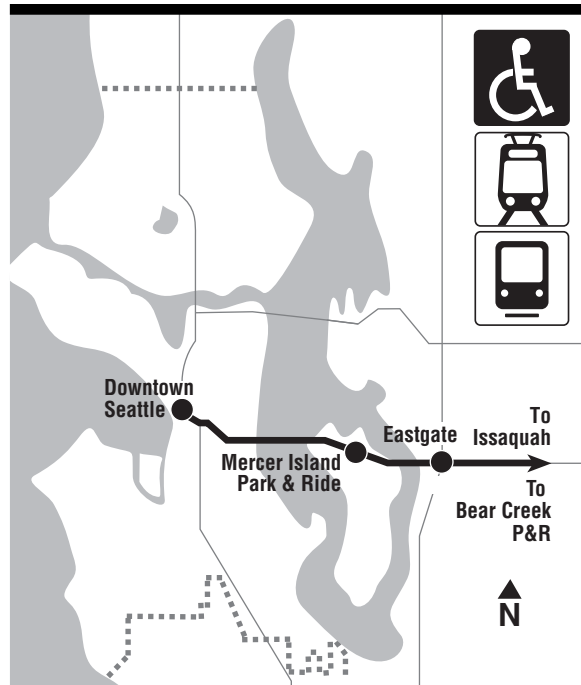 Downtown
Seattle
Mercer Island
Park & Ride
Eastgate
To
Issaquah
To
Bear Creek
P&R
N